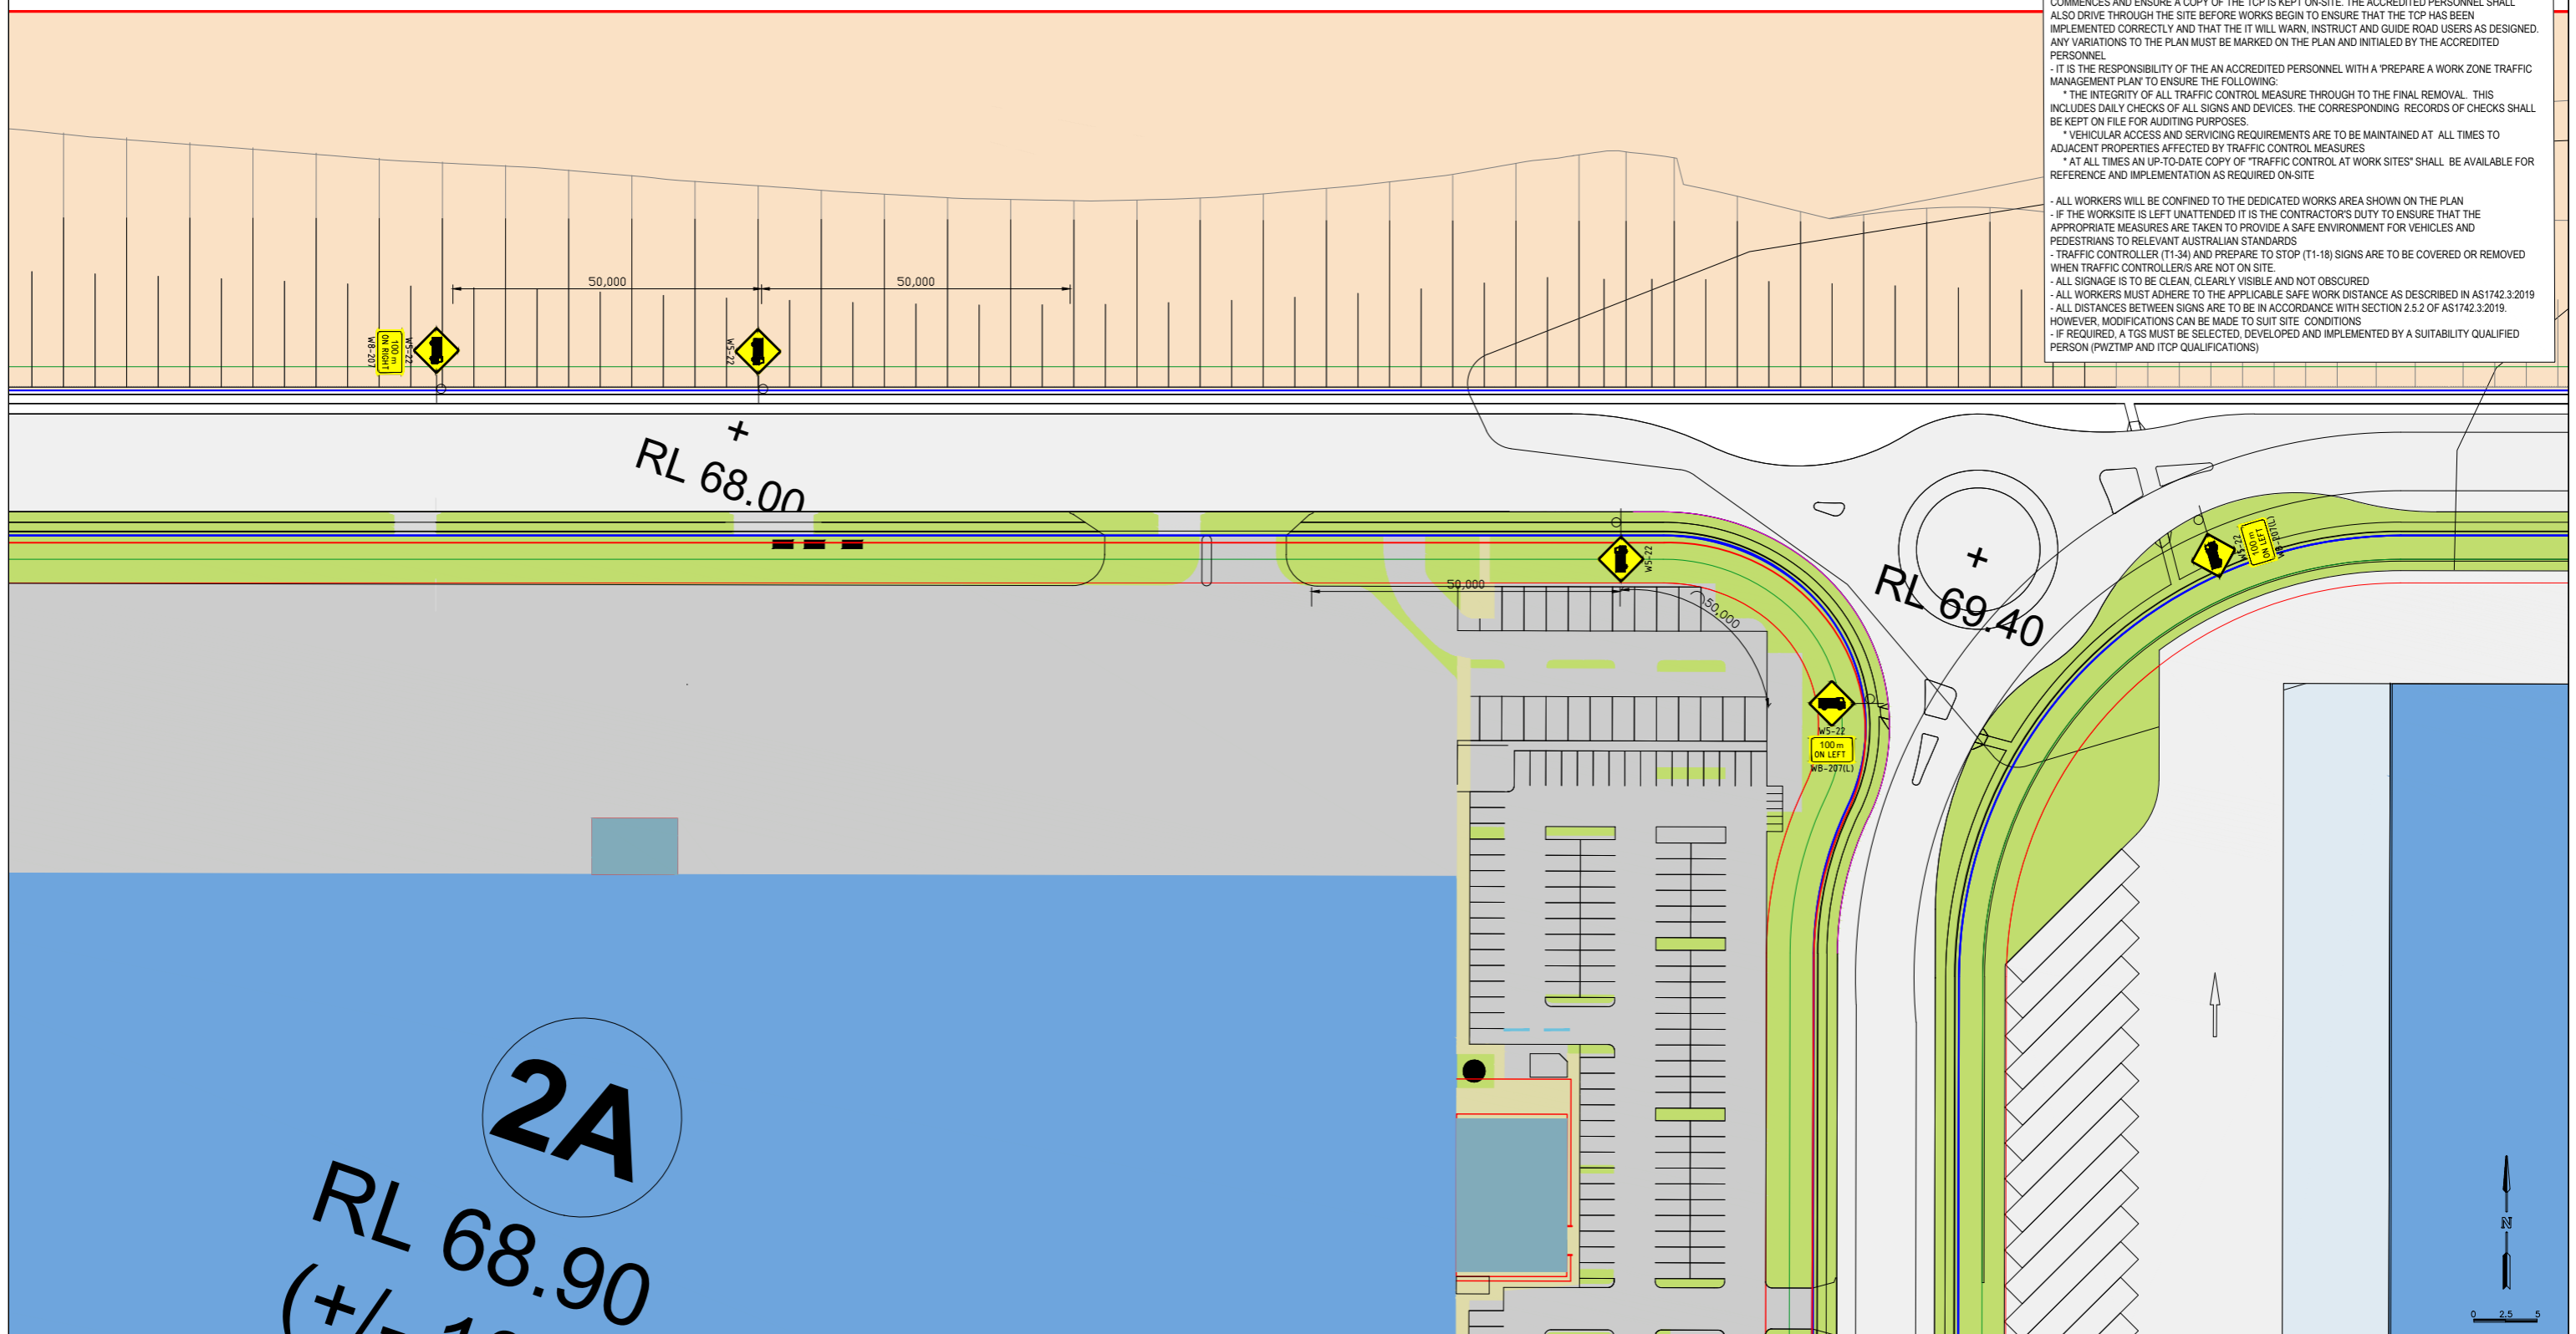 COMMENCES AND ENSURE A COPY OF THE TCP IS KEPT ON-SITE. THE ACCREDITED PERSONNEL SHALL
ALSO DRIVE THROUGH THE SITE BEFORE WORKS BEGIN TO ENSURE THAT THE TCP HAS BEEN
IMPLEMENTED CORRECTLY AND THAT THE IT WILL WARN, INSTRUCT AND GUIDE ROAD USERS AS DESIGNED.
ANY VARIATIONS TO THE PLAN MUST BE MARKED ON THE PLAN AND INITIALED BY THE ACCREDITED
PERSONNEL
- IT IS THE RESPONSIBILITY OF THE AN ACCREDITED PERSONNEL WITH A 'PREPARE A WORK ZONE TRAFFIC
MANAGEMENT PLAN' TO ENSURE THE FOLLOWING:
* THE INTEGRITY OF ALL TRAFFIC CONTROL MEASURE THROUGH TO THE FINAL REMOVAL. THIS
INCLUDES DAILY CHECKS OF ALL SIGNS AND DEVICES. THE CORRESPONDING RECORDS OF CHECKS SHALL
BE KEPT ON FILE FOR AUDITING PURPOSES.
* VEHICULAR ACCESS AND SERVICING REQUIREMENTS ARE TO BE MAINTAINED AT ALL TIMES TO
ADJACENT PROPERTIES AFFECTED BY TRAFFIC CONTROL MEASURES
* AT ALL TIMES AN UP-TO-DATE COPY OF "TRAFFIC CONTROL AT WORK SITES" SHALL BE AVAILABLE FOR
REFERENCE AND IMPLEMENTATION AS REQUIRED ON-SITE
- ALL WORKERS WILL BE CONFINED TO THE DEDICATED WORKS AREA SHOWN ON THE PLAN
- IF THE WORKSITE IS LEFT UNATTENDED IT IS THE CONTRACTOR'S DUTY TO ENSURE THAT THE
APPROPRIATE MEASURES ARE TAKEN TO PROVIDE A SAFE ENVIRONMENT FOR VEHICLES AND
PEDESTRIANS TO RELEVANT AUSTRALIAN STANDARDS
- TRAFFIC CONTROLLER (T1-34) AND PREPARE TO STOP (T1-18) SIGNS ARE TO BE COVERED OR REMOVED
WHEN TRAFFIC CONTROLLER/S ARE NOT ON SITE.
- ALL SIGNAGE IS TO BE CLEAN, CLEARLY VISIBLE AND NOT OBSCURED
- ALL WORKERS MUST ADHERE TO THE APPLICABLE SAFE WORK DISTANCE AS DESCRIBED IN AS1742.3:2019
- ALL DISTANCES BETWEEN SIGNS ARE TO BE IN ACCORDANCE WITH SECTION 2.5.2 OF AS1742.3:2019.
HOWEVER, MODIFICATIONS CAN BE MADE TO SUIT SITE CONDITIONS
- IF REQUIRED, A TGS MUST BE SELECTED, DEVELOPED AND IMPLEMENTED BY A SUITABILITY QUALIFIED
PERSON (PWZTMP AND ITCP QUALIFICATIONS)
50,000
50,000
W8-207
100 m
ON RIGHT
W5-22
W5-22
RL 68.00
W5-22
50,000
50,000
RL 69.40
W5-22
100 m
ON LEFT
W8-207(L)
W5-22
100 m
ON LEFT
W8-207(L)
2A
RL 68.90
N
0 2.5 5